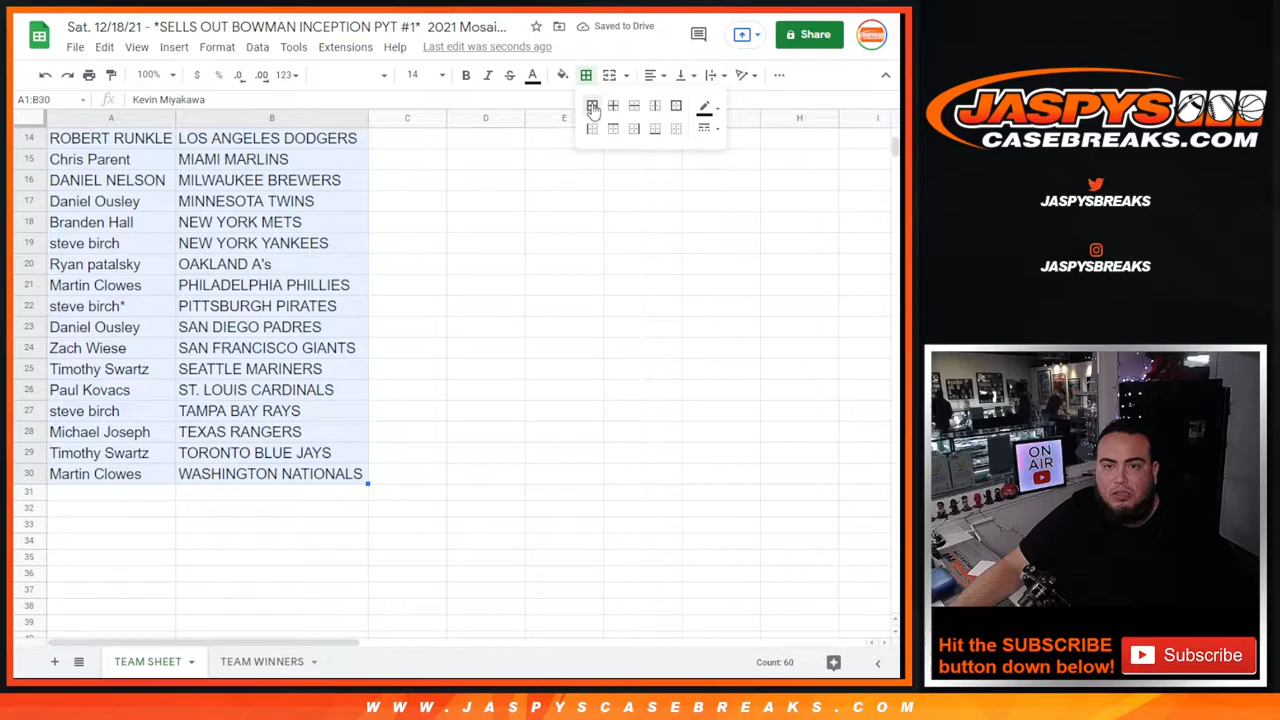 Sat. 12/18/21 - *SELLS OUT BOWMAN INCEPTION PYT #1* 2021 Mosai...
Saved to Drive
Share
File Edit View Insert Format Data Tools Extensions Help Last edit was seconds ago
100% $ % .0 .00 123 14 B I S A
A1:B30 fx Kevin Miyakawa
A B C D E H I
14 ROBERT RUNKLE LOS ANGELES DODGERS
15 Chris Parent MIAMI MARLINS
16 DANIEL NELSON MILWAUKEE BREWERS
17 Daniel Ousley MINNESOTA TWINS
18 Branden Hall NEW YORK METS
19 steve birch NEW YORK YANKEES
20 Ryan patalsky OAKLAND A's
21 Martin Clowes PHILADELPHIA PHILLIES
22 steve birch* PITTSBURGH PIRATES
23 Daniel Ousley SAN DIEGO PADRES
24 Zach Wiese SAN FRANCISCO GIANTS
25 Timothy Swartz SEATTLE MARINERS
26 Paul Kovacs ST. LOUIS CARDINALS
27 steve birch TAMPA BAY RAYS
28 Michael Joseph TEXAS RANGERS
29 Timothy Swartz TORONTO BLUE JAYS
30 Martin Clowes WASHINGTON NATIONALS
31
32
33
34
35
36
37
38
39
TEAM SHEET TEAM WINNERS Count: 60
JASPYS
CASEBREAKS.COM
JASPYSBREAKS
JASPYSBREAKS
ON
AIR
Hit the SUBSCRIBE
button down below!
Subscribe
WWW.JASPYSCASEBREAKS.COM